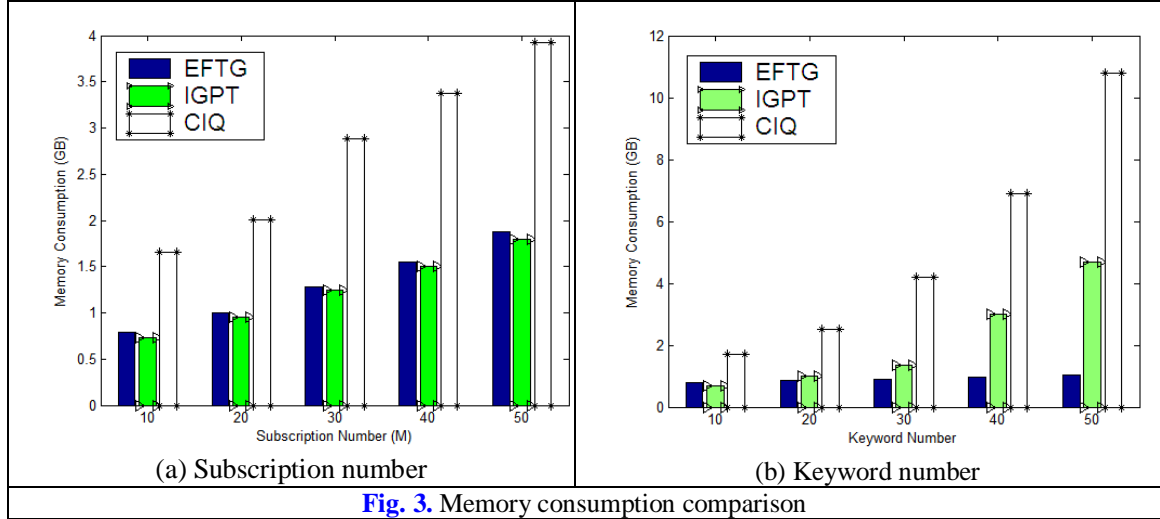 4
3.5
3
2.5
2
1.5
1
0.5
0
Memory Consumption (GB)
EFTG
IGPT
CIQ
10 20 30 40 50
Subscription Number (M)
(a) Subscription number
12
10
8
6
4
2
0
Memory Consumption (GB)
EFTG
IGPT
CIQ
10 20 30 40 50
Keyword Number
(b) Keyword number
Fig. 3. Memory consumption comparison